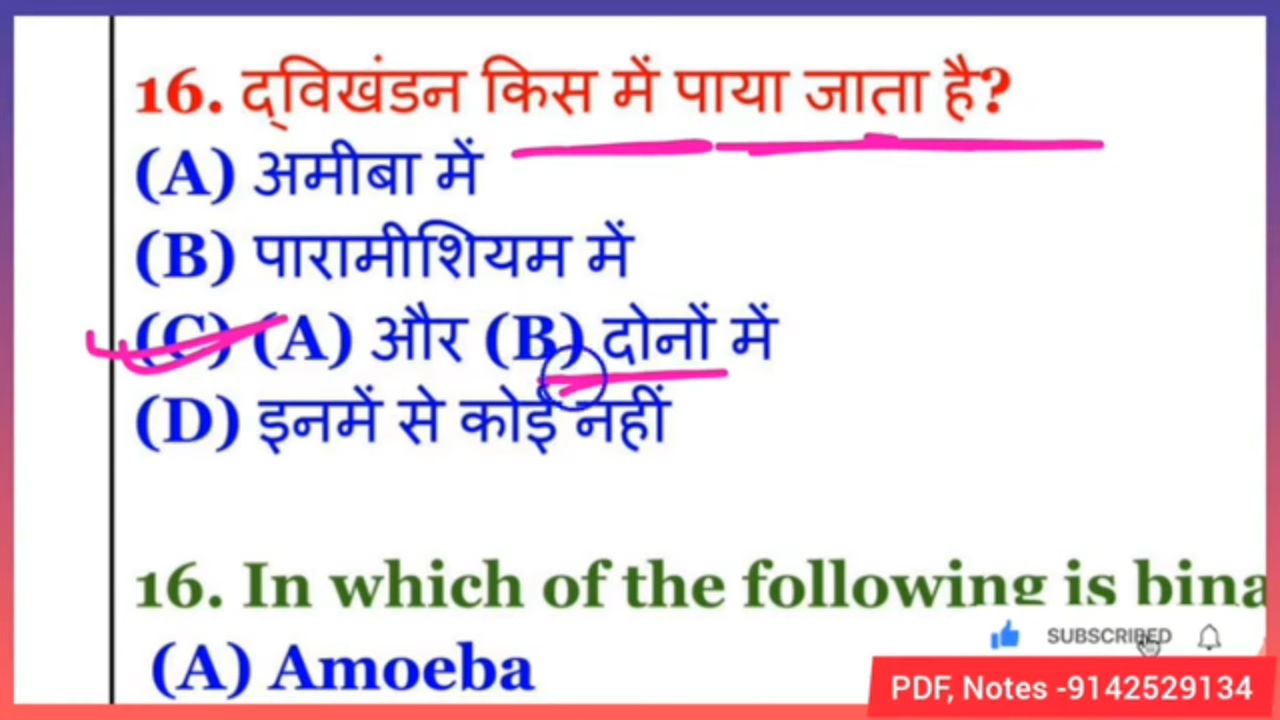 16. द्विखंडन किस में पाया जाता है?
(A) अमीबा में
(B) पारामीशियम में
(C) (A) और (B) दोनों में
(D) इनमें से कोई नहीं
16. In which of the following is bina
(A) Amoeba
SUBSCRIBED
PDF, Notes -9142529134